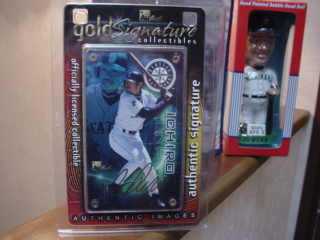 gold Signature
collectibles
officially licensed collectible
authentic signature
ICHIRO
AUTHENTIC IMAGES
Hand Painted Bobble Head Doll